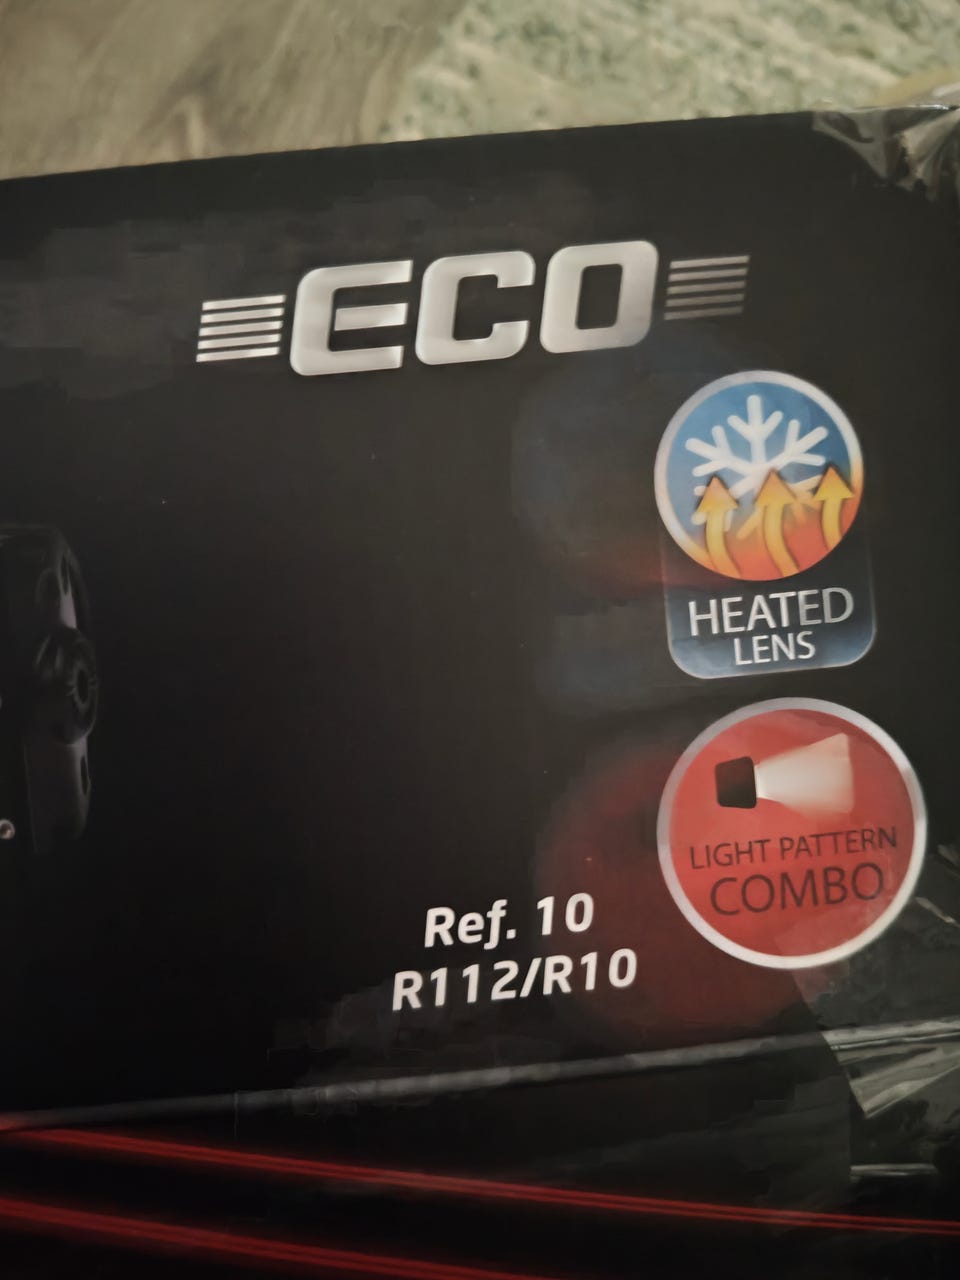 ECO
HEATED
LENS
LIGHT PATTERN
COMBO
Ref. 10
R112/R10